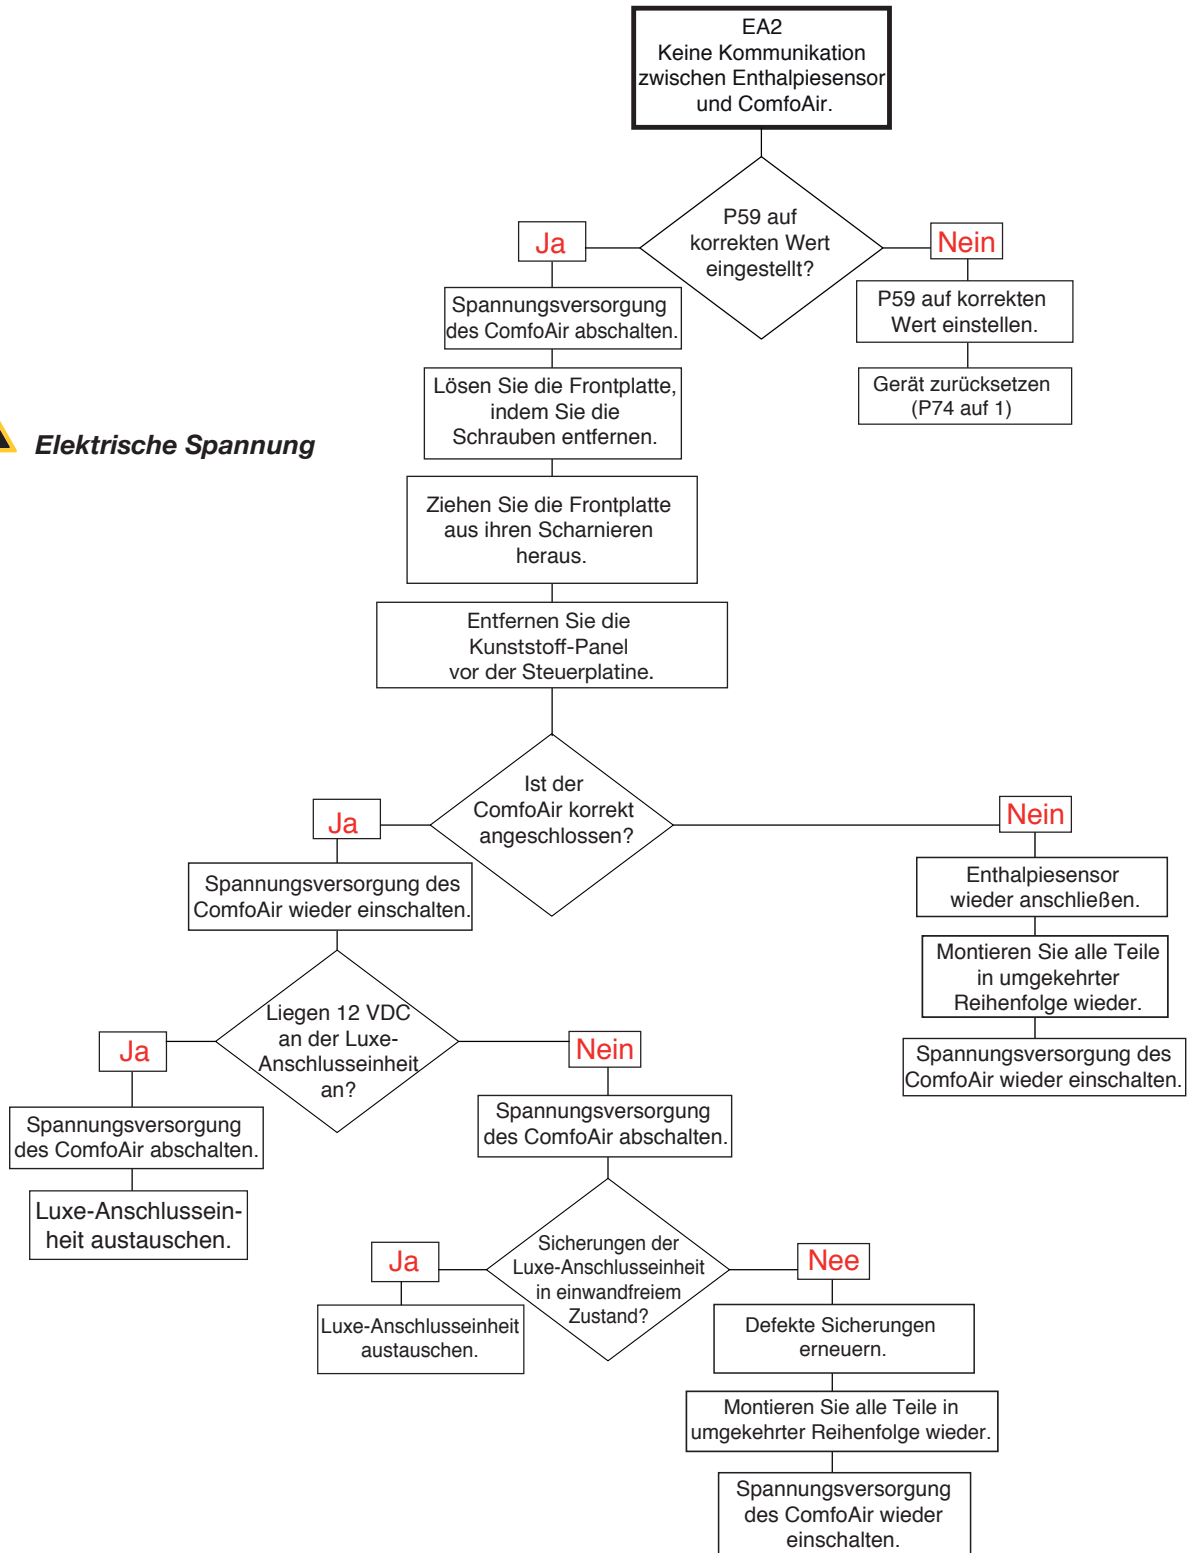 EA2
Keine Kommunikation
zwischen Enthalpiesensor
und ComfoAir.
P59 auf
korrekten Wert
eingestellt?
Ja
Nein
Spannungsversorgung
des ComfoAir abschalten.
P59 auf korrekten
Wert einstellen.
Lösen Sie die Frontplatte,
indem Sie die
Schrauben entfernen.
Gerät zurücksetzen
(P74 auf 1)
Elektrische Spannung
Ziehen Sie die Frontplatte
aus ihren Scharnieren
heraus.
Entfernen Sie die
Kunststoff-Panel
vor der Steuerplatine.
Ist der
ComfoAir korrekt
angeschlossen?
Ja
Nein
Spannungsversorgung des
ComfoAir wieder einschalten.
Enthalpiesensor
wieder anschließen.
Montieren Sie alle Teile
in umgekehrter
Reihenfolge wieder.
Spannungsversorgung des
ComfoAir wieder einschalten.
Liegen 12 VDC
an der Luxe-
Anschlusseinheit
an?
Ja
Nein
Spannungsversorgung
des ComfoAir abschalten.
Luxe-Anschlussein-
heit austauschen.
Spannungsversorgung
des ComfoAir abschalten.
Sicherungen der
Luxe-Anschlusseinheit
in einwandfreiem
Zustand?
Ja
Nee
Luxe-Anschlusseinheit
austauschen.
Defekte Sicherungen
erneuern.
Montieren Sie alle Teile in
umgekehrter Reihenfolge wieder.
Spannungsversorgung
des ComfoAir wieder
einschalten.